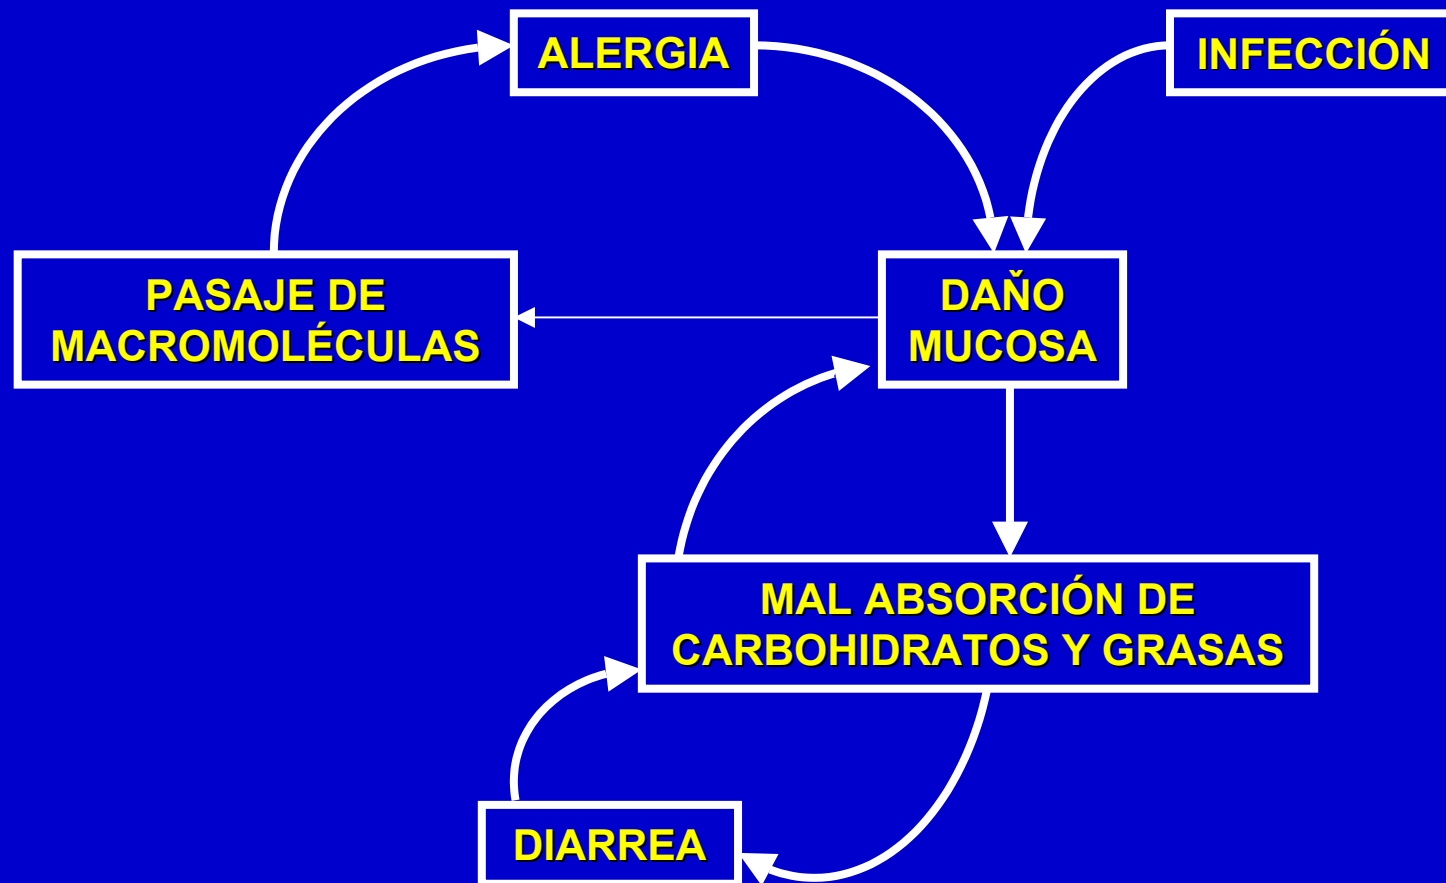 ALERGIA
INFECCIÓN
PASAJE DE
MACROMOLÉCULAS
DAŇO
MUCOSA
MAL ABSORCIÓN DE
CARBOHIDRATOS Y GRASAS
DIARREA